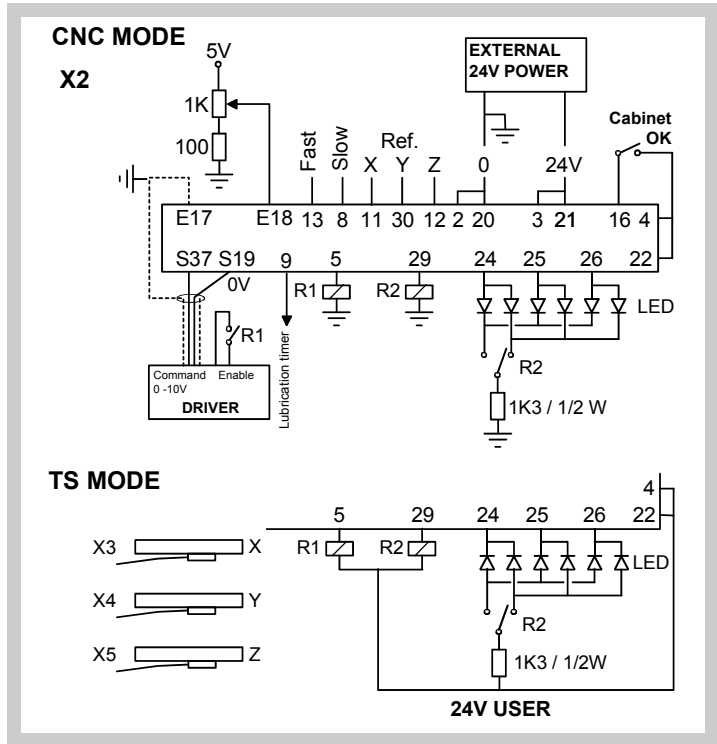 CNC MODE
X2
5V
1K
100
EXTERNAL
24V POWER
Cabinet
OK
Fast
Slow
Ref.
X Y Z
0 24V
E17 E18 13 8 11 30 12 2 20 3 21 16 4
S37 S19 9 5 29 24 25 26 22
0V
R1 R2 LED
R1
Lubrication timer
Command Enable
0 -10V
DRIVER
R2
1K3 / 1/2 W
TS MODE
4
5 29 24 25 26 22
X3 X
R1 R2 LED
X4 Y
R2
X5 Z
1K3 / 1/2W
24V USER